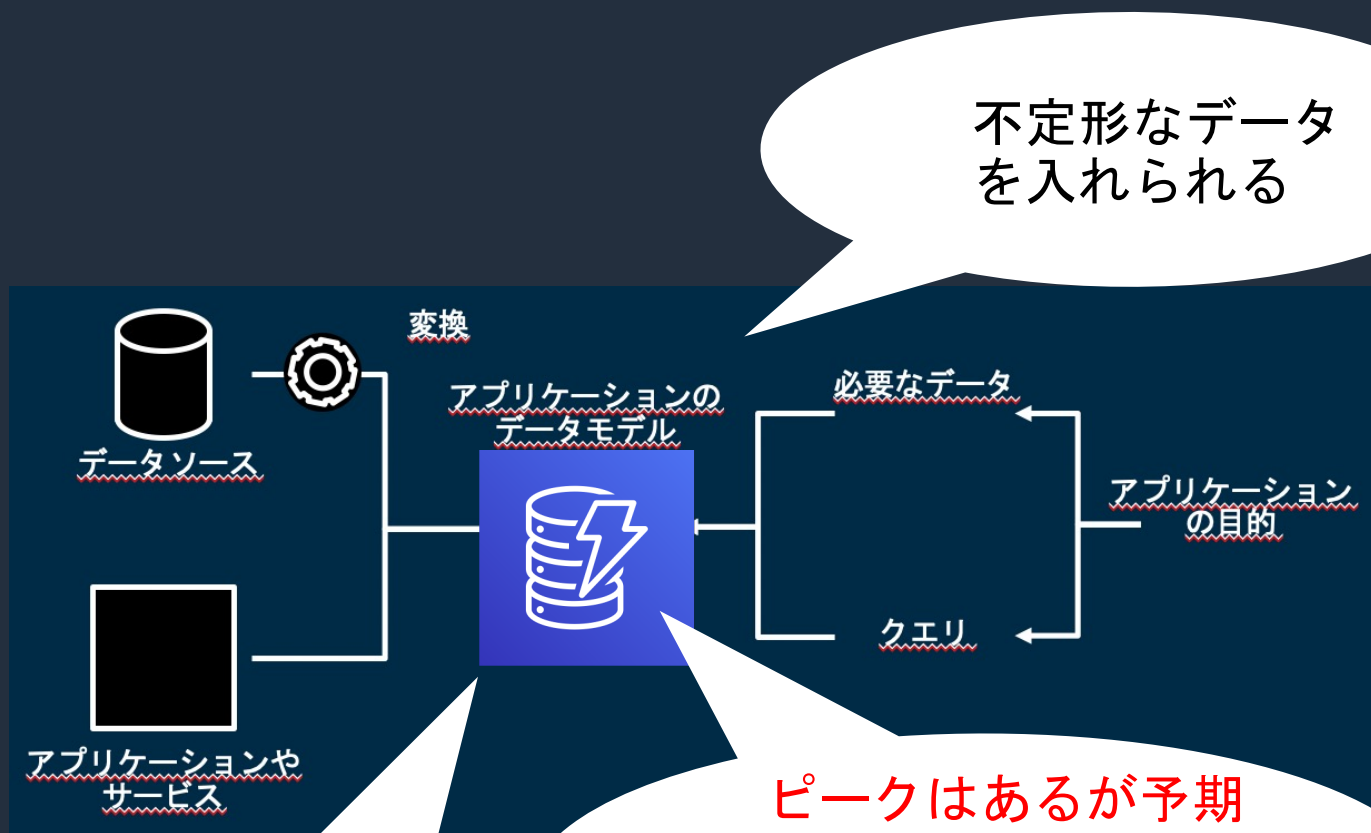 不定形なデータ
を入れられる
変換
アプリケーションの
データモデル
必要なデータ
データソース
アプリケーション
の目的
クエリ
アプリケーションや
サービス
ピークはあるが予期